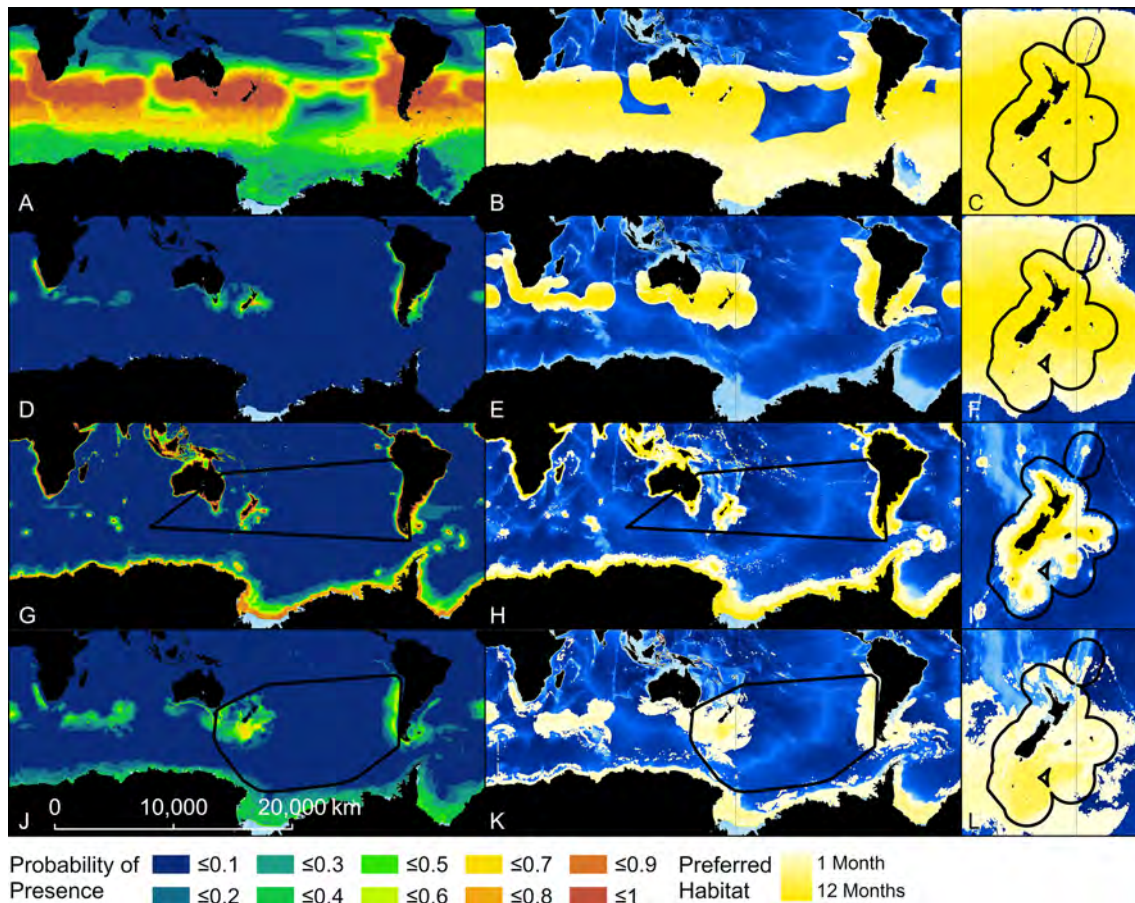 A
B
C
D
E
F
G
H
I
J
K
L
0 10,000 20,000 km
Probability of Presence
≤0.1 ≤0.3 ≤0.5 ≤0.7 ≤0.9
≤0.2 ≤0.4 ≤0.6 ≤0.8 ≤1
Preferred Habitat
1 Month
12 Months